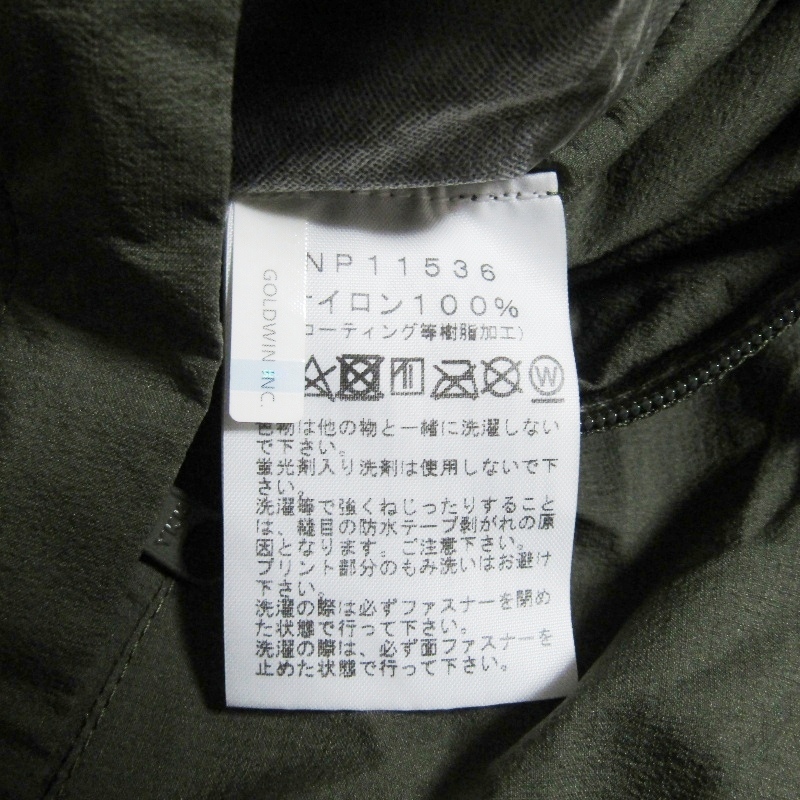 NP11536
ナイロン100%
コーティング等樹脂加工)
GOLDWIN INC.
W
色物は他の物と一緒に洗濯しない
で下さい。
蛍光剤入り洗剤は使用しないで下
さい。
洗濯等で強くねじったりすること
は、縫目の防水テープ剥がれの原
因となります。ご注意下さい。
プリント部分のもみ洗いはお避け
下さい。
洗濯の際は必ずファスナーを閉め
た状態で行って下さい。
洗濯の際は、必ず面ファスナーを
止めた状態で行って下さい。